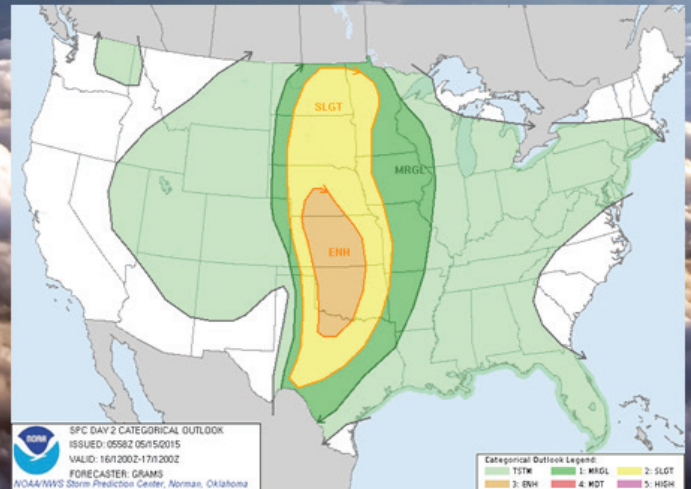 SLGT
MRGL
ENH
NOAA
SPC DAY 2 CATEGORICAL OUTLOOK
ISSUED: 0558Z 05/15/2015
VALID: 16/1200Z-17/1200Z
FORECASTER: GRAMS
NOAA/NWS Storm Prediction Center, Norman, Oklahoma
Categorical Outlook Legend:
TSTM 1: MRGL 2: SLGT
3: ENH 4: MDT 5: HIGH